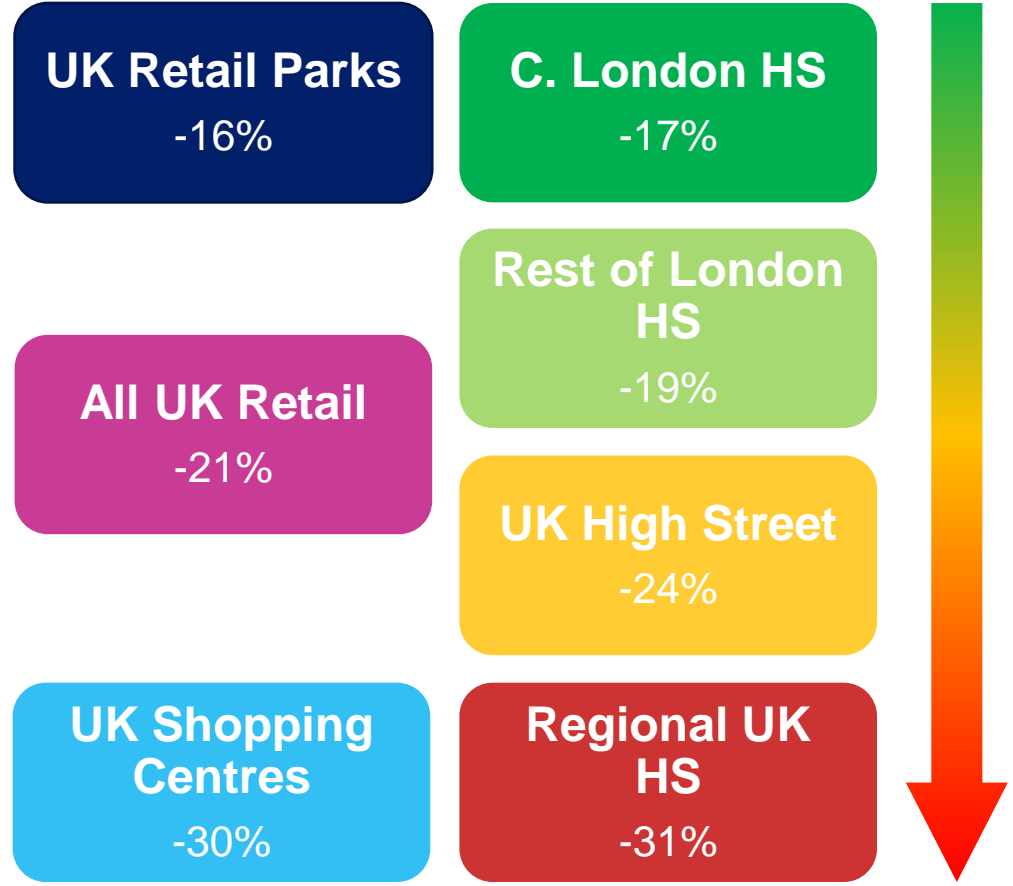 UK Retail Parks
-16%
C. London HS
-17%
Rest of London
HS
-19%
All UK Retail
-21%
UK High Street
-24%
UK Shopping
Centres
-30%
Regional UK
HS
-31%